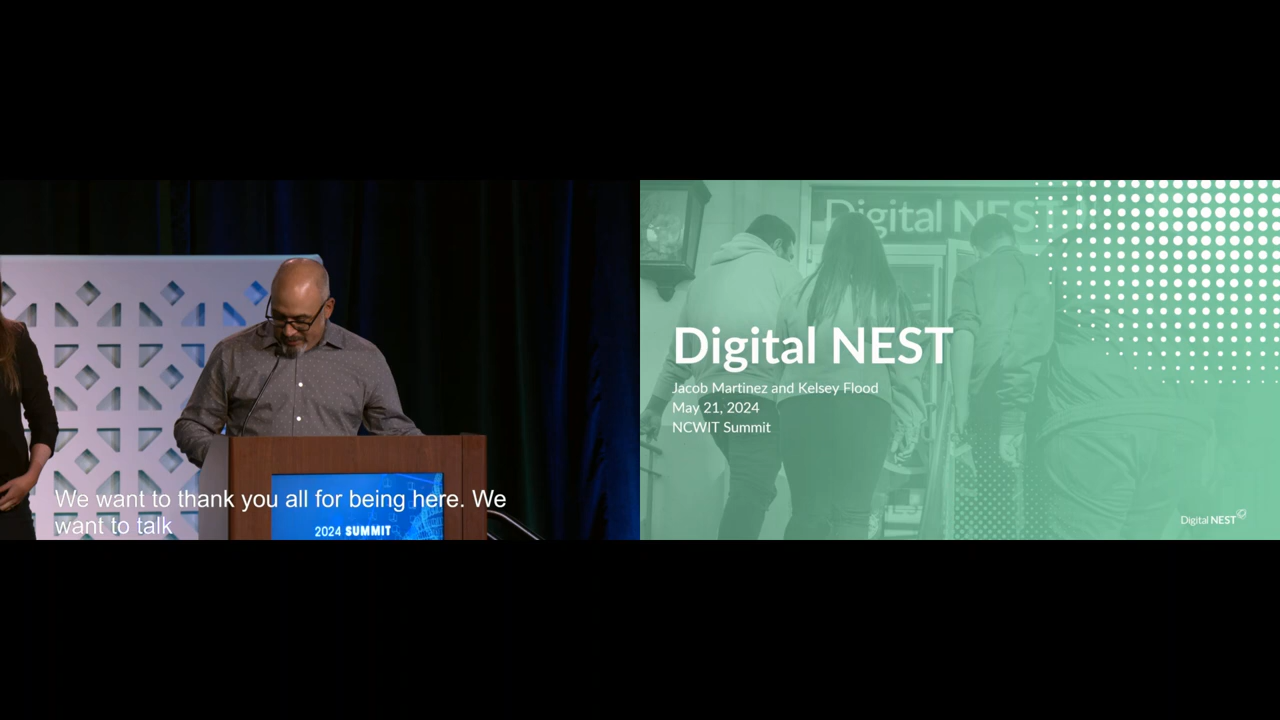 We want to thank you all for being here. We
want to talk
2024 SUMMIT
Digital NEST
Digital NEST
Jacob Martinez and Kelsey Flood
May 21, 2024
NCWIT Summit
Digital NEST